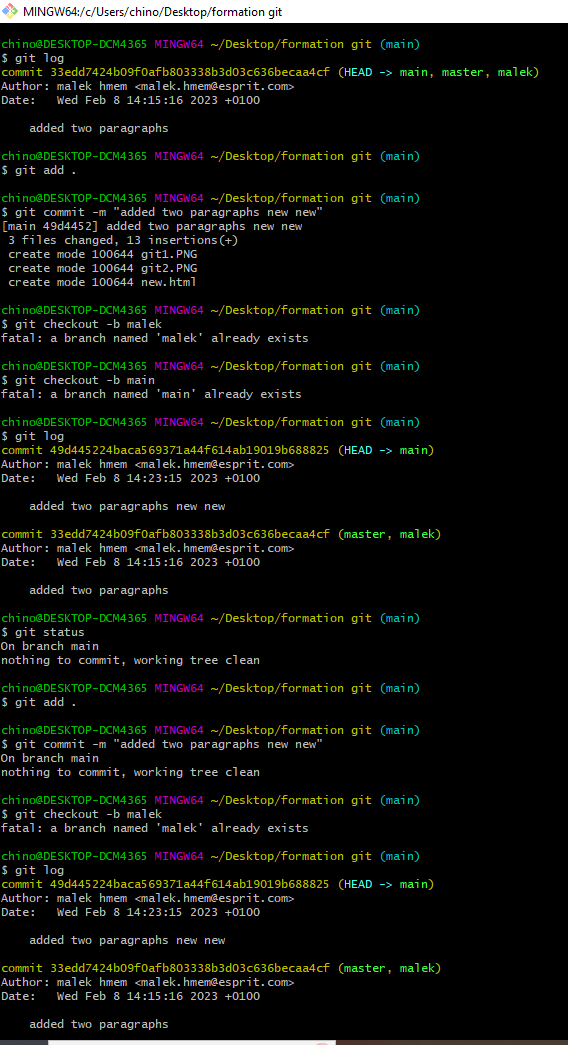 MINGW64:/c/Users/chino/Desktop/formation git
chino@DESKTOP-DCM4365 MINGW64 ~/Desktop/formation git (main)
$ git log
commit 33edd7424b09f0afb803338b3d03c636becaa4cf (HEAD -> main, master, malek)
Author: malek hmem <malek.hmem@esprit.com>
Date:   Wed Feb 8 14:15:16 2023 +0100
    added two paragraphs
chino@DESKTOP-DCM4365 MINGW64 ~/Desktop/formation git (main)
$ git add .
chino@DESKTOP-DCM4365 MINGW64 ~/Desktop/formation git (main)
$ git commit -m "added two paragraphs new new"
[main 49d4452] added two paragraphs new new
 3 files changed, 13 insertions(+)
 create mode 100644 git1.PNG
 create mode 100644 git2.PNG
 create mode 100644 new.html
chino@DESKTOP-DCM4365 MINGW64 ~/Desktop/formation git (main)
$ git checkout -b malek
fatal: a branch named 'malek' already exists
chino@DESKTOP-DCM4365 MINGW64 ~/Desktop/formation git (main)
$ git checkout -b main
fatal: a branch named 'main' already exists
chino@DESKTOP-DCM4365 MINGW64 ~/Desktop/formation git (main)
$ git log
commit 49d445224baca569371a44f614ab19019b688825 (HEAD -> main)
Author: malek hmem <malek.hmem@esprit.com>
Date:   Wed Feb 8 14:23:15 2023 +0100
    added two paragraphs new new
commit 33edd7424b09f0afb803338b3d03c636becaa4cf (master, malek)
Author: malek hmem <malek.hmem@esprit.com>
Date:   Wed Feb 8 14:15:16 2023 +0100
    added two paragraphs
chino@DESKTOP-DCM4365 MINGW64 ~/Desktop/formation git (main)
$ git status
On branch main
nothing to commit, working tree clean
chino@DESKTOP-DCM4365 MINGW64 ~/Desktop/formation git (main)
$ git add .
chino@DESKTOP-DCM4365 MINGW64 ~/Desktop/formation git (main)
$ git commit -m "added two paragraphs new new"
On branch main
nothing to commit, working tree clean
chino@DESKTOP-DCM4365 MINGW64 ~/Desktop/formation git (main)
$ git checkout -b malek
fatal: a branch named 'malek' already exists
chino@DESKTOP-DCM4365 MINGW64 ~/Desktop/formation git (main)
$ git log
commit 49d445224baca569371a44f614ab19019b688825 (HEAD -> main)
Author: malek hmem <malek.hmem@esprit.com>
Date:   Wed Feb 8 14:23:15 2023 +0100
    added two paragraphs new new
commit 33edd7424b09f0afb803338b3d03c636becaa4cf (master, malek)
Author: malek hmem <malek.hmem@esprit.com>
Date:   Wed Feb 8 14:15:16 2023 +0100
    added two paragraphs